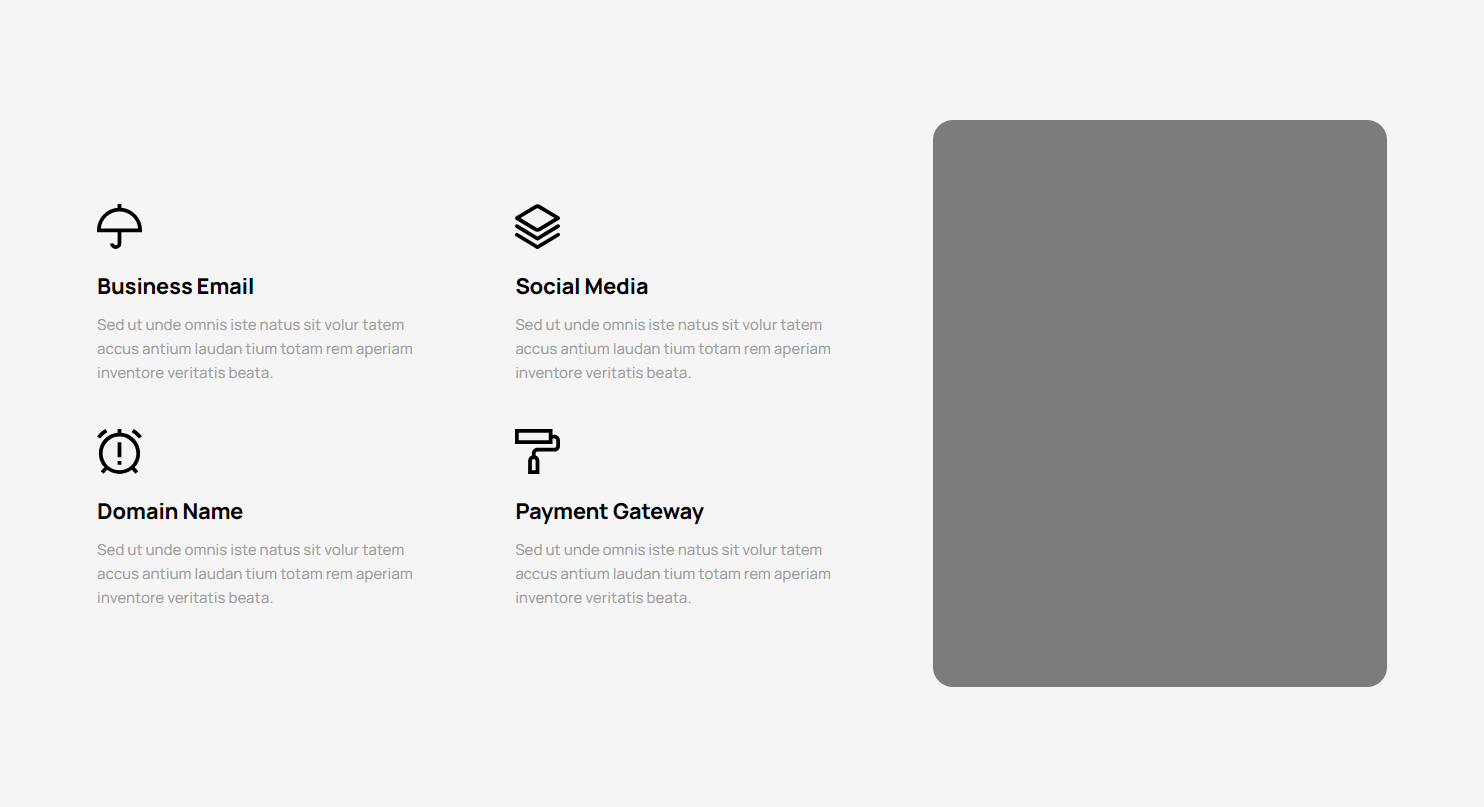 Business Email
Sed ut unde omnis iste natus sit volur tatem
accus antium laudan tium totam rem aperiam
inventore veritatis beata.
Social Media
Sed ut unde omnis iste natus sit volur tatem
accus antium laudan tium totam rem aperiam
inventore veritatis beata.
Domain Name
Sed ut unde omnis iste natus sit volur tatem
accus antium laudan tium totam rem aperiam
inventore veritatis beata.
Payment Gateway
Sed ut unde omnis iste natus sit volur tatem
accus antium laudan tium totam rem aperiam
inventore veritatis beata.